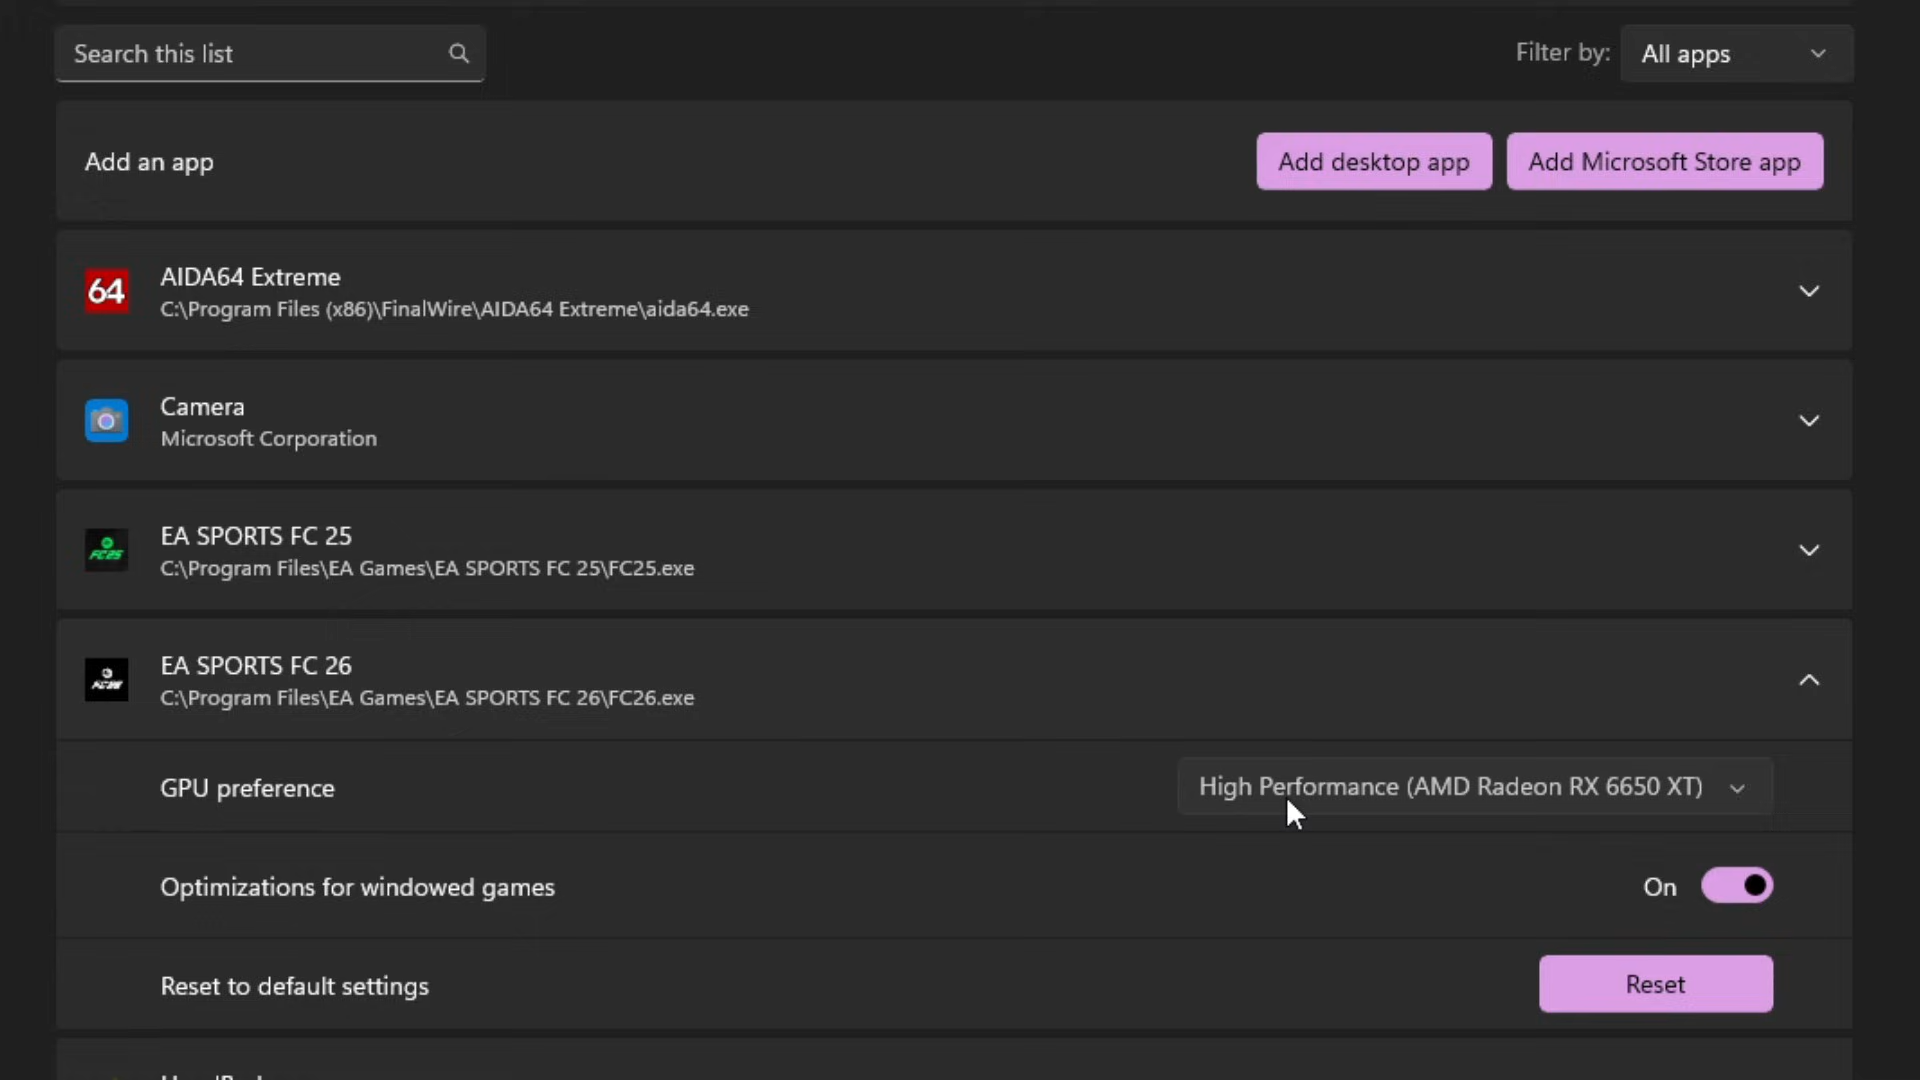 Search this list
Filter by:
All apps
Add an app
Add desktop app
Add Microsoft Store app
64
AIDA64 Extreme
C:\Program Files (x86)\FinalWire\AIDA64 Extreme\aida64.exe
Camera
Microsoft Corporation
FC25
EA SPORTS FC 25
C:\Program Files\EA Games\EA SPORTS FC 25\FC25.exe
EA SPORTS FC 26
C:\Program Files\EA Games\EA SPORTS FC 26\FC26.exe
GPU preference
High Performance (AMD Radeon RX 6650 XT)
Optimizations for windowed games
On
Reset to default settings
Reset